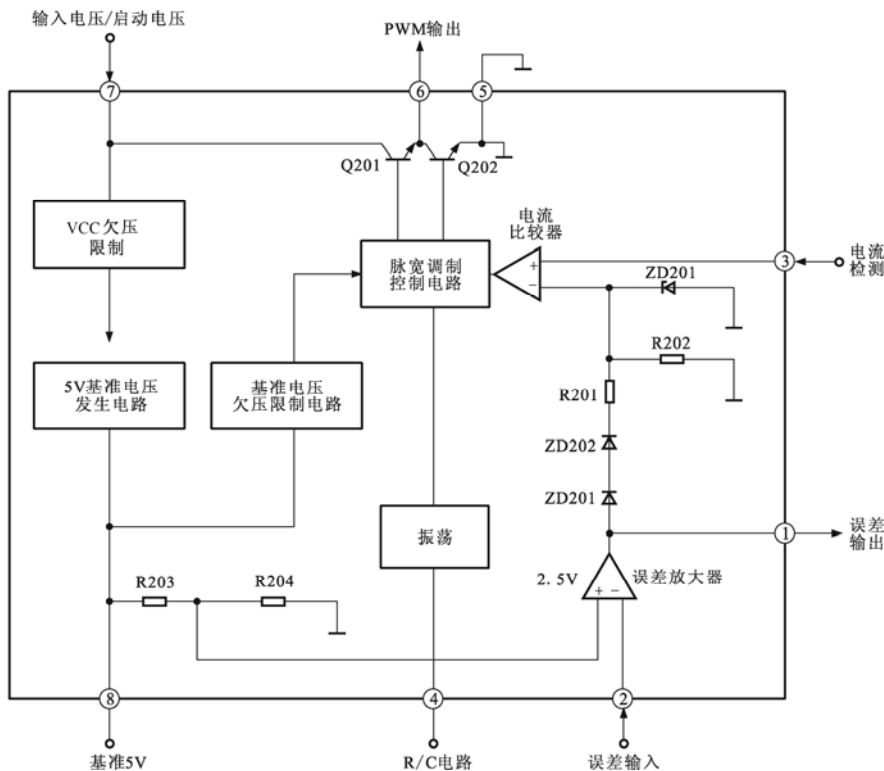 输入电压/启动电压
PWM输出
7
6
5
Q201
Q202
VCC欠压
限制
电流
比较器
脉宽调制
控制电路
+
−
3
电流
检测
ZD201
R202
5V基准电压
发生电路
基准电压
欠压限制电路
R201
ZD202
ZD201
振荡
1
误差
输出
R203
R204
2.5V
+ −
误差放大器
8
4
2
基准5V
R/C电路
误差输入